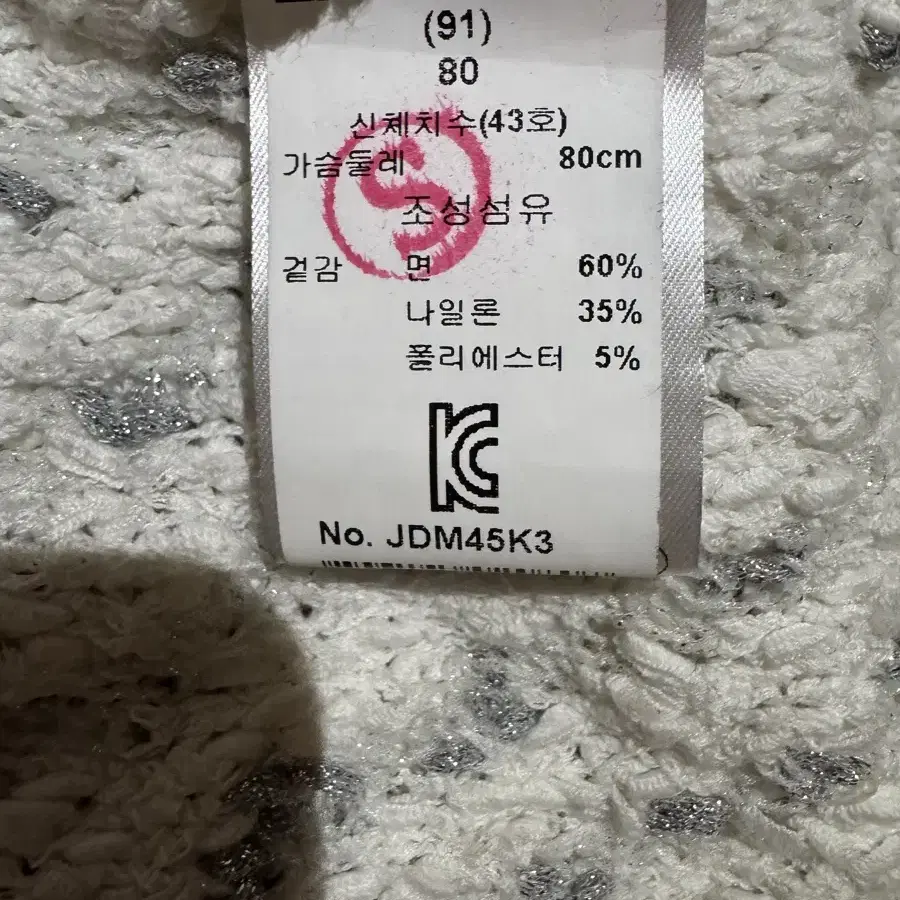 (91)
80
신체치수(43호)
가슴둘레 80cm
S
조성섬유
겉감 면 60%
나일론 35%
폴리에스터 5%
KC
No. JDM45K3